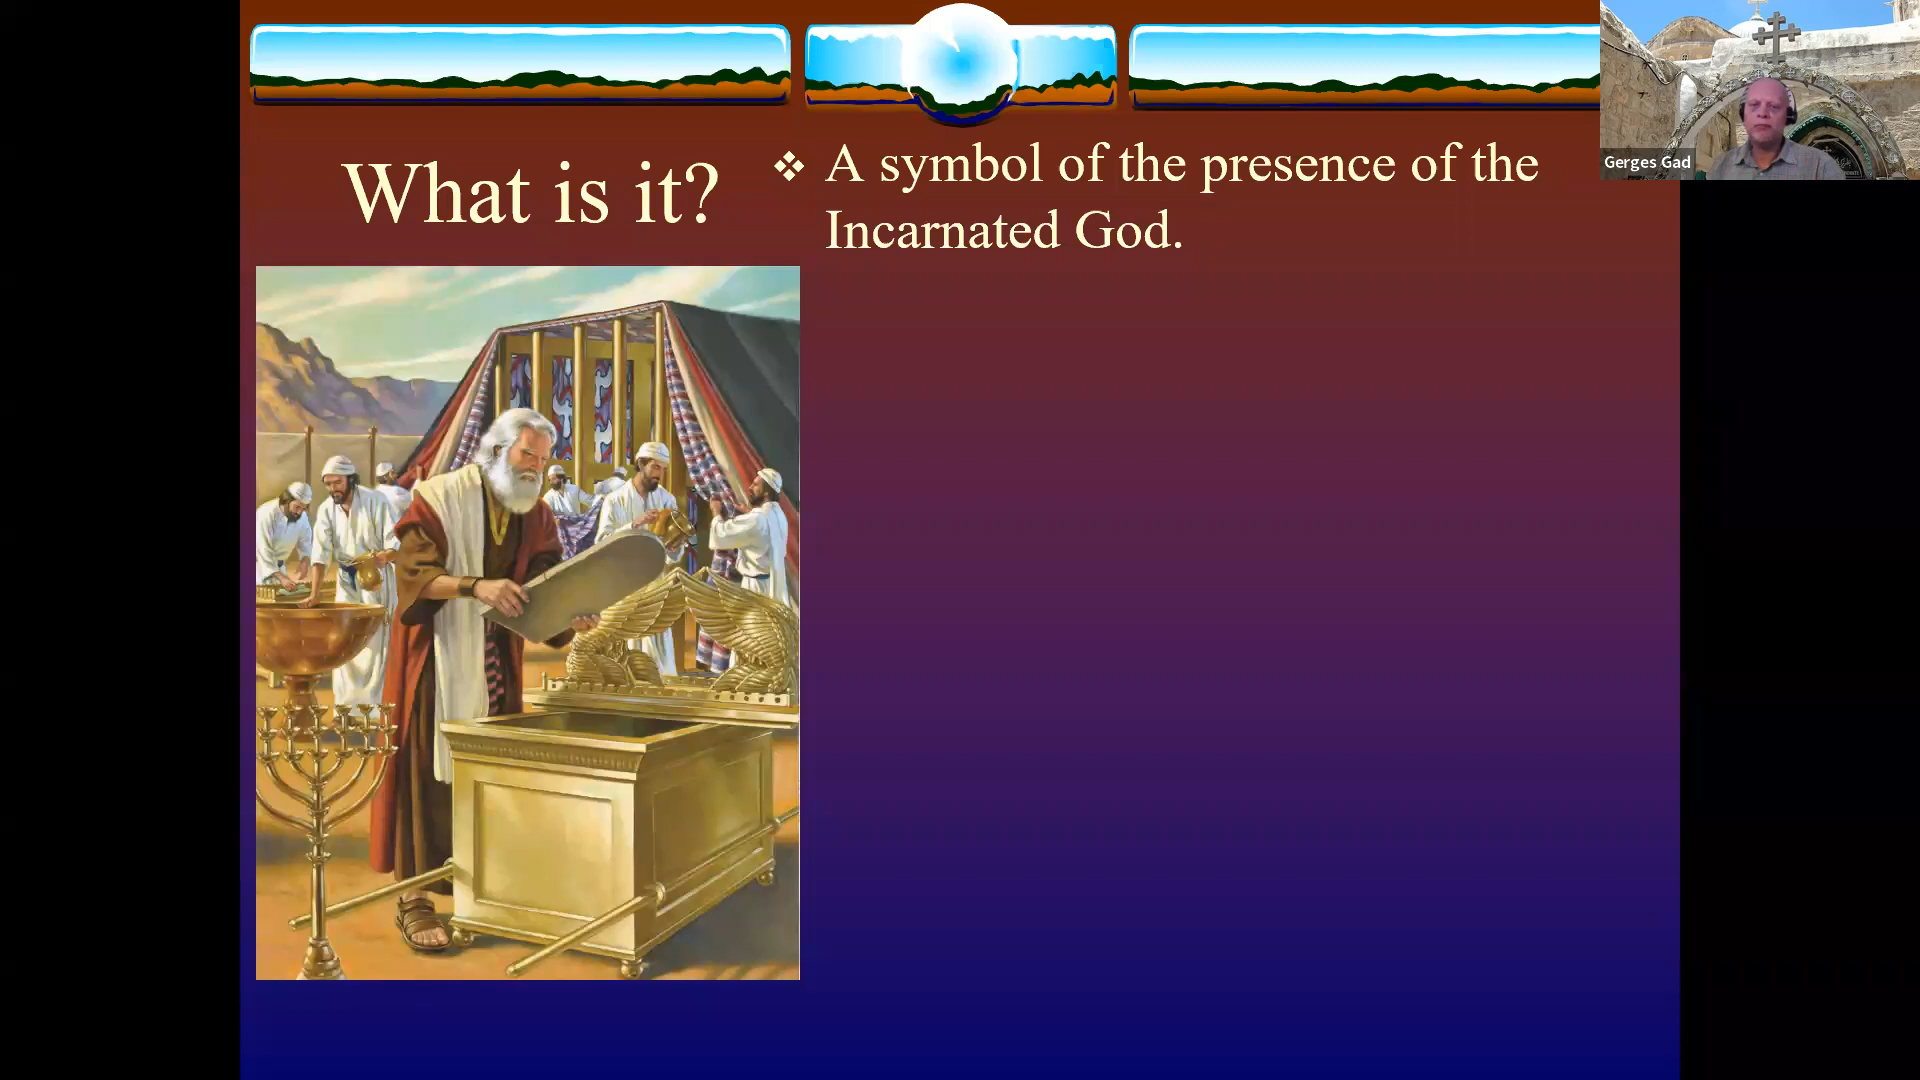 What is it?
❖ A symbol of the presence of the
Incarnated God.
Gerges Gad